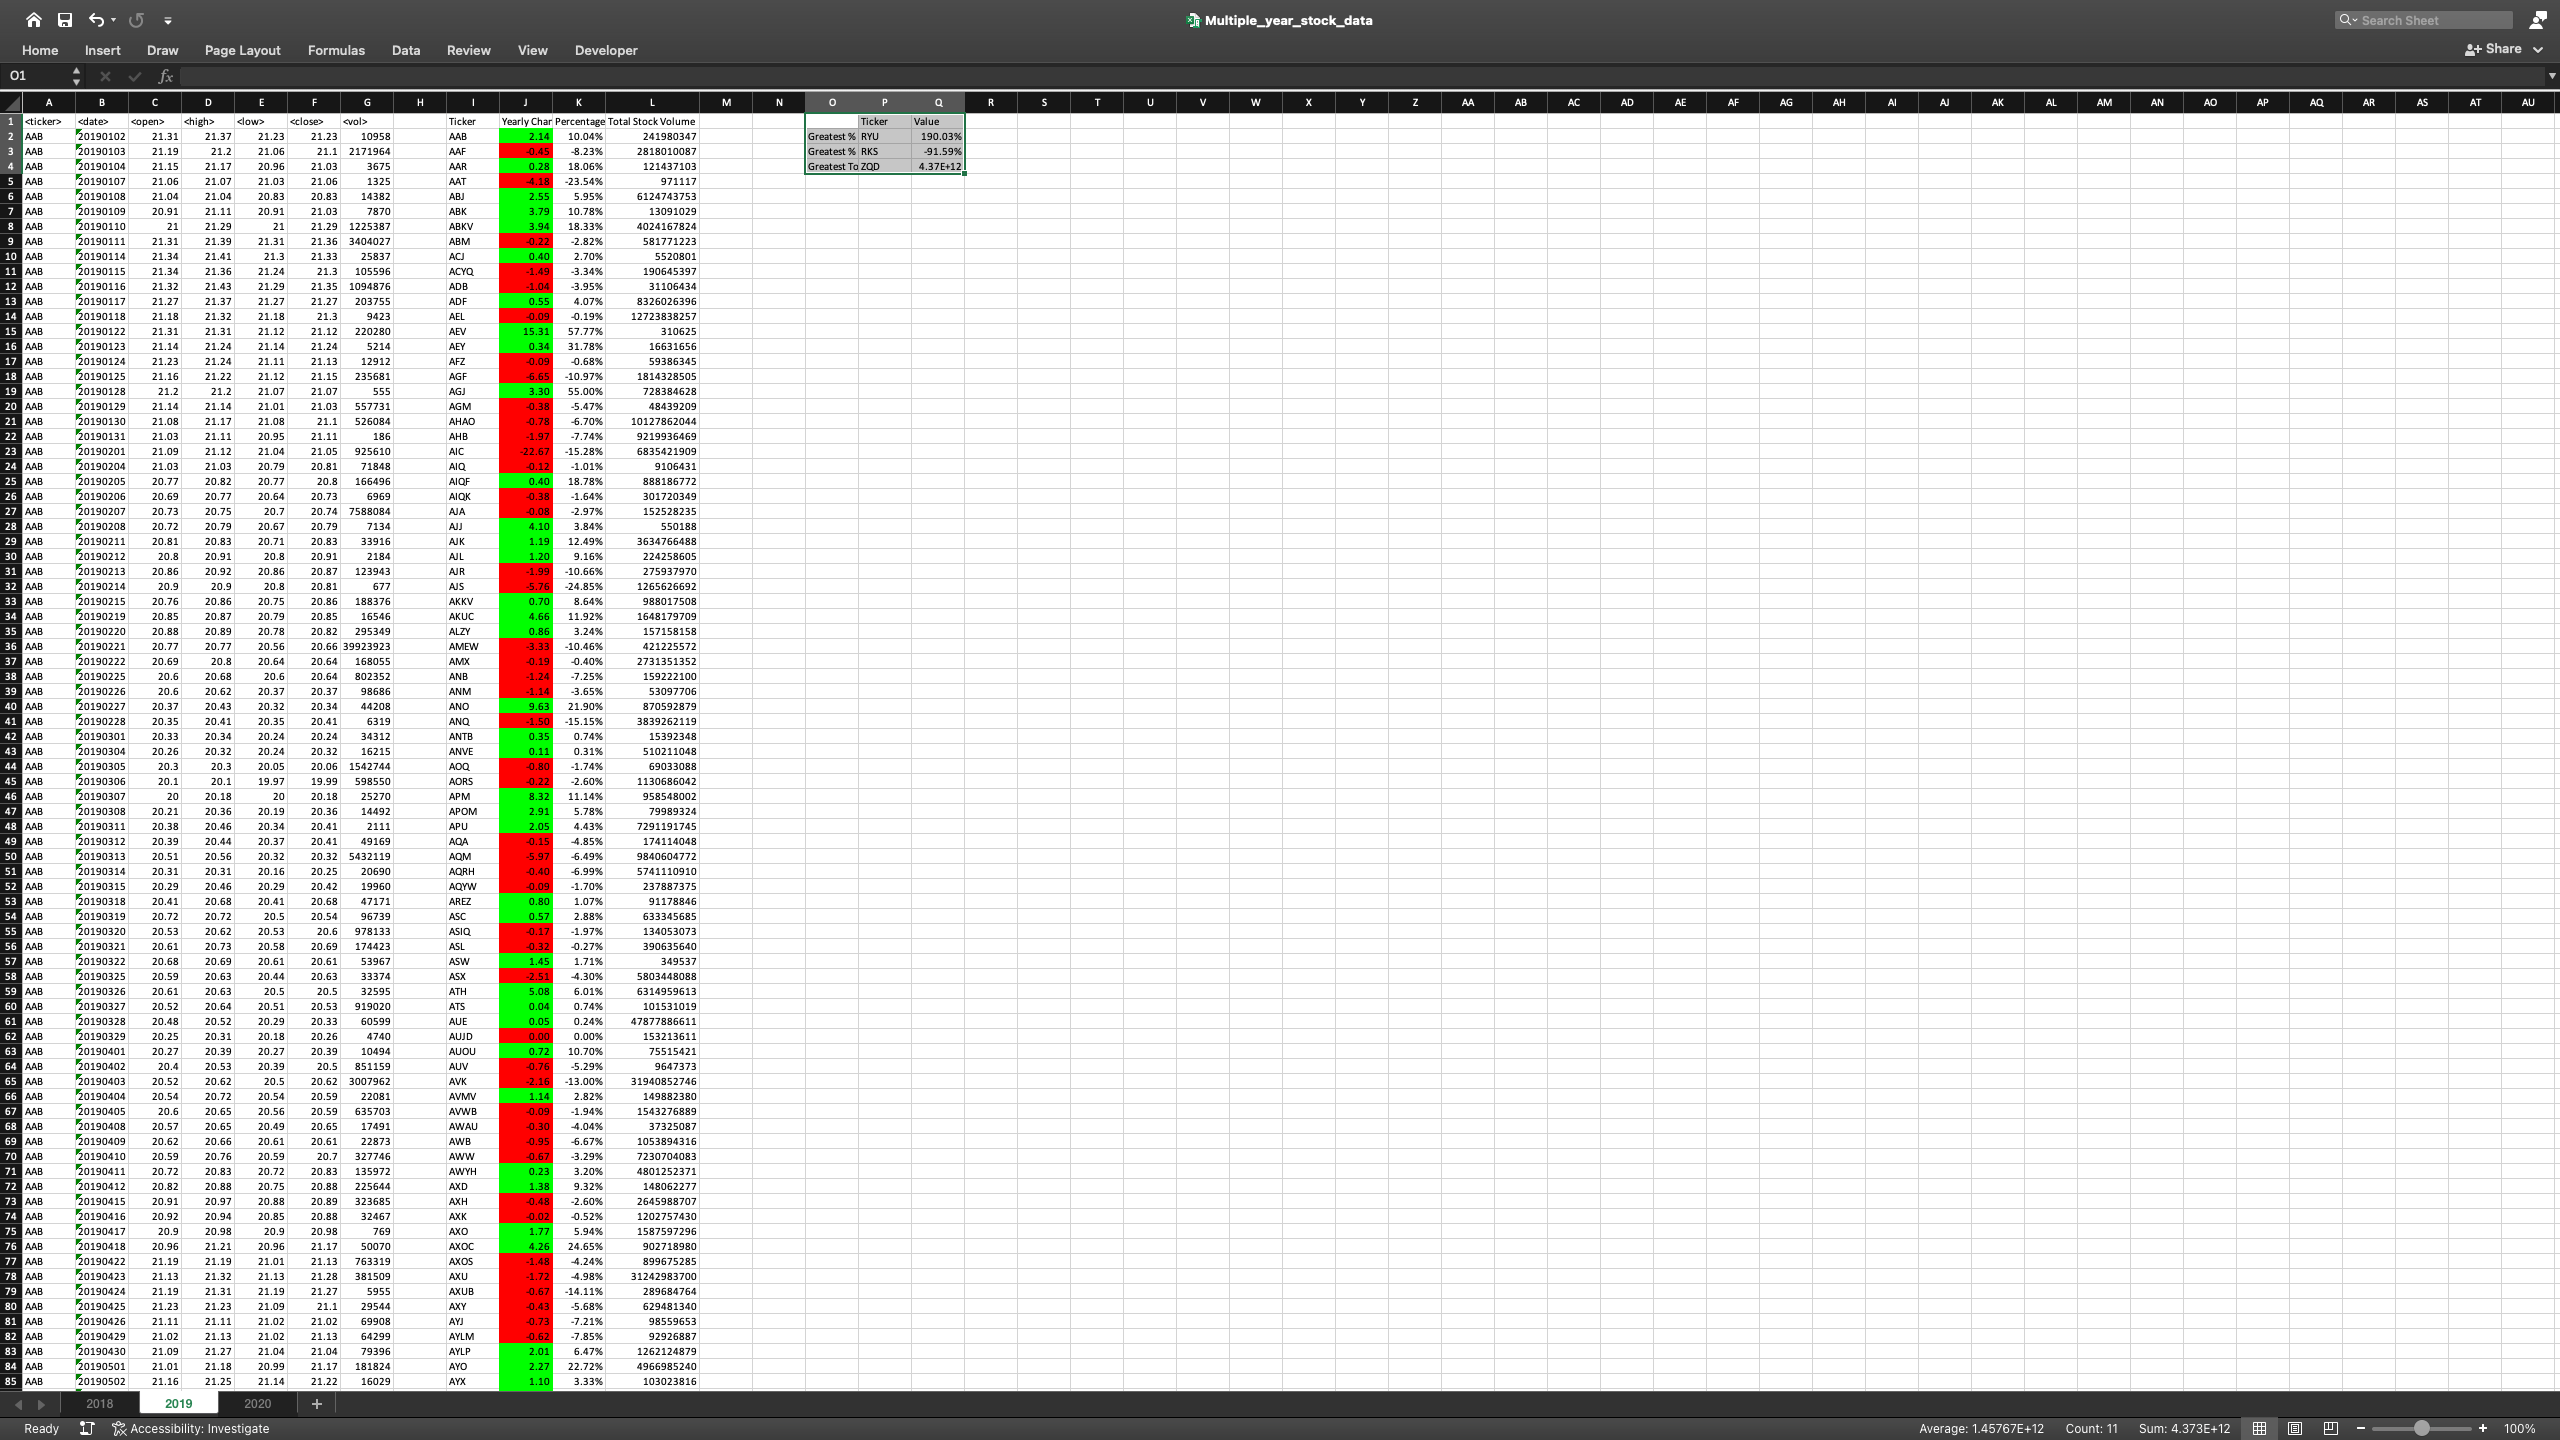 Multiple_year_stock_data
Search Sheet
Home Insert Draw Page Layout Formulas Data Review View Developer
Share
O1 fx
A B C D E F G H I J K L M N O P Q R S T U V W X Y Z AA AB AC AD AE AF AG AH AI AJ AK AL AM AN AO AP AQ AR AS AT AU
1 <ticker> <date> <open> <high> <low> <close> <vol> Ticker Yearly Char Percentage Total Stock Volume Ticker Value
2 AAB 20190102 21.31 21.37 21.23 21.23 10958 AAB 2.14 10.04% 241980347 Greatest % RYU 190.03%
3 AAB 20190103 21.19 21.2 21.06 21.1 2171964 AAF -0.45 -8.23% 2818010087 Greatest % RKS -91.59%
4 AAB 20190104 21.15 21.17 20.96 21.03 3675 AAR 0.28 18.06% 121437103 Greatest To ZQD 4.37E+12
5 AAB 20190107 21.06 21.07 21.03 21.06 1325 AAT -4.18 -23.54% 971117
6 AAB 20190108 21.04 21.04 20.83 20.83 14382 ABJ 2.55 5.95% 6124743753
7 AAB 20190109 20.91 21.11 20.91 21.03 7870 ABK 3.79 10.78% 13091029
8 AAB 20190110 21 21.29 21 21.29 1225387 ABKV 3.94 18.33% 4024167824
9 AAB 20190111 21.31 21.39 21.31 21.36 3404027 ABM -0.22 -2.82% 581771223
10 AAB 20190114 21.34 21.41 21.3 21.33 25837 ACJ 0.40 2.70% 5520801
11 AAB 20190115 21.34 21.36 21.24 21.3 105596 ACYQ -1.49 -3.34% 190645397
12 AAB 20190116 21.32 21.43 21.29 21.35 1094876 ADB -1.04 -3.95% 31106434
13 AAB 20190117 21.27 21.37 21.27 21.27 203755 ADF 0.55 4.07% 8326026396
14 AAB 20190118 21.18 21.32 21.18 21.3 9423 AEL -0.09 -0.19% 12723838257
15 AAB 20190122 21.31 21.31 21.12 21.12 220280 AEV 15.31 57.77% 310625
16 AAB 20190123 21.14 21.24 21.14 21.24 5214 AEY 0.34 31.78% 16631656
17 AAB 20190124 21.23 21.24 21.11 21.13 12912 AFZ -0.09 -0.68% 59386345
18 AAB 20190125 21.16 21.22 21.12 21.15 235681 AGF -6.65 -10.97% 1814328505
19 AAB 20190128 21.2 21.2 21.07 21.07 555 AGJ 3.30 55.00% 728384628
20 AAB 20190129 21.14 21.14 21.01 21.03 557731 AGM -0.38 -5.47% 48439209
21 AAB 20190130 21.08 21.17 21.08 21.1 526084 AHAO -0.78 -6.70% 10127862044
22 AAB 20190131 21.03 21.11 20.95 21.11 186 AHB -1.97 -7.74% 9219936469
23 AAB 20190201 21.09 21.12 21.04 21.05 925610 AIC -22.67 -15.28% 6835421909
24 AAB 20190204 21.03 21.03 20.79 20.81 71848 AIQ -0.12 -1.01% 9106431
25 AAB 20190205 20.77 20.82 20.77 20.8 166496 AIQF 0.40 18.78% 888186772
26 AAB 20190206 20.69 20.77 20.64 20.73 6969 AIQK -0.38 -1.64% 301720349
27 AAB 20190207 20.73 20.75 20.7 20.74 7588084 AJA -0.08 -2.97% 152528235
28 AAB 20190208 20.72 20.79 20.67 20.79 7134 AJJ 4.10 3.84% 550188
29 AAB 20190211 20.81 20.83 20.71 20.83 33916 AJK 1.19 12.49% 3634766488
30 AAB 20190212 20.8 20.91 20.8 20.91 2184 AJL 1.20 9.16% 224258605
31 AAB 20190213 20.86 20.92 20.86 20.87 123943 AJR -1.99 -10.66% 275937970
32 AAB 20190214 20.9 20.9 20.8 20.81 677 AJS -5.76 -24.85% 1265626692
33 AAB 20190215 20.76 20.86 20.75 20.86 188376 AKKV 0.70 8.64% 988017508
34 AAB 20190219 20.85 20.87 20.79 20.85 16546 AKUC 4.66 11.92% 1648179709
35 AAB 20190220 20.88 20.89 20.78 20.82 295349 ALZY 0.86 3.24% 157158158
36 AAB 20190221 20.77 20.77 20.56 20.66 39923923 AMEW -3.33 -10.46% 421225572
37 AAB 20190222 20.69 20.8 20.64 20.64 168055 AMX -0.19 -0.40% 2731351352
38 AAB 20190225 20.6 20.68 20.6 20.64 802352 ANB -1.24 -7.25% 159222100
39 AAB 20190226 20.6 20.62 20.37 20.37 98686 ANM -1.14 -3.65% 53097706
40 AAB 20190227 20.37 20.43 20.32 20.34 44208 ANO 9.63 21.90% 870592879
41 AAB 20190228 20.35 20.41 20.35 20.41 6319 ANQ -1.50 -15.15% 3839262119
42 AAB 20190301 20.33 20.34 20.24 20.24 34312 ANTB 0.35 0.74% 15392348
43 AAB 20190304 20.26 20.32 20.24 20.32 16215 ANVE 0.11 0.31% 510211048
44 AAB 20190305 20.3 20.3 20.05 20.06 1542744 AOQ -0.80 -1.74% 69033088
45 AAB 20190306 20.1 20.1 19.97 19.99 598550 AORS -0.22 -2.60% 1130686042
46 AAB 20190307 20 20.18 20 20.18 25270 APM 8.32 11.14% 958548002
47 AAB 20190308 20.21 20.36 20.19 20.36 14492 APOM 2.91 5.78% 79989324
48 AAB 20190311 20.38 20.46 20.34 20.41 2111 APU 2.05 4.43% 7291191745
49 AAB 20190312 20.39 20.44 20.37 20.41 49169 AQA -0.15 -4.85% 174114048
50 AAB 20190313 20.51 20.56 20.32 20.32 5432119 AQM -5.97 -6.49% 9840604772
51 AAB 20190314 20.31 20.31 20.16 20.25 20690 AQRH -0.40 -6.99% 5741110910
52 AAB 20190315 20.29 20.46 20.29 20.42 19960 AQYW -0.09 -1.70% 237887375
53 AAB 20190318 20.41 20.68 20.41 20.68 47171 AREZ 0.80 1.07% 91178846
54 AAB 20190319 20.72 20.72 20.5 20.54 96739 ASC 0.57 2.88% 633345685
55 AAB 20190320 20.53 20.62 20.53 20.6 978133 ASIQ -0.17 -1.97% 134053073
56 AAB 20190321 20.61 20.73 20.58 20.69 174423 ASL -0.32 -0.27% 390635640
57 AAB 20190322 20.68 20.69 20.61 20.61 53967 ASW 1.45 1.71% 349537
58 AAB 20190325 20.59 20.63 20.44 20.63 33374 ASX -2.51 -4.30% 5803448088
59 AAB 20190326 20.61 20.63 20.5 20.5 32595 ATH 5.08 6.01% 6314959613
60 AAB 20190327 20.52 20.64 20.51 20.53 919020 ATS 0.04 0.74% 101531019
61 AAB 20190328 20.48 20.52 20.29 20.33 60599 AUE 0.05 0.24% 47877886611
62 AAB 20190329 20.25 20.31 20.18 20.26 4740 AUJD 0.00 0.00% 153213611
63 AAB 20190401 20.27 20.39 20.27 20.39 10494 AUOU 0.72 10.70% 75515421
64 AAB 20190402 20.4 20.53 20.39 20.5 851159 AUV -0.76 -5.29% 9647373
65 AAB 20190403 20.52 20.62 20.5 20.62 3007962 AVK -2.16 -13.00% 31940852746
66 AAB 20190404 20.54 20.72 20.54 20.59 22081 AVMV 1.14 2.82% 149882380
67 AAB 20190405 20.6 20.65 20.56 20.59 635703 AVWB -0.09 -1.94% 1543276889
68 AAB 20190408 20.57 20.65 20.49 20.65 17491 AWAU -0.30 -4.04% 37325087
69 AAB 20190409 20.62 20.66 20.61 20.61 22873 AWB -0.95 -6.67% 1053894316
70 AAB 20190410 20.59 20.76 20.59 20.7 327746 AWW -0.67 -3.29% 7230704083
71 AAB 20190411 20.72 20.83 20.72 20.83 135972 AWYH 0.23 3.20% 4801252371
72 AAB 20190412 20.82 20.88 20.75 20.88 225644 AXD 1.38 9.32% 148062277
73 AAB 20190415 20.91 20.97 20.88 20.89 323685 AXH -0.48 -2.60% 2645988707
74 AAB 20190416 20.92 20.94 20.85 20.88 32467 AXK -0.02 -0.52% 1202757430
75 AAB 20190417 20.9 20.98 20.9 20.98 769 AXO 1.77 5.94% 1587597296
76 AAB 20190418 20.96 21.21 20.96 21.17 50070 AXOC 4.26 24.65% 902718980
77 AAB 20190422 21.19 21.19 21.01 21.13 763319 AXOS -1.48 -4.24% 899675285
78 AAB 20190423 21.13 21.32 21.13 21.28 381509 AXU -1.72 -4.98% 31242983700
79 AAB 20190424 21.19 21.31 21.19 21.27 5955 AXUB -0.67 -14.11% 289684764
80 AAB 20190425 21.23 21.23 21.09 21.1 29544 AXY -0.43 -5.68% 629481340
81 AAB 20190426 21.11 21.11 21.02 21.02 69908 AYJ -0.73 -7.21% 98559653
82 AAB 20190429 21.02 21.13 21.02 21.13 64299 AYLM -0.62 -7.85% 92926887
83 AAB 20190430 21.09 21.27 21.04 21.04 79396 AYLP 2.01 6.47% 1262124879
84 AAB 20190501 21.01 21.18 20.99 21.17 181824 AYO 2.27 22.72% 4966985240
85 AAB 20190502 21.16 21.25 21.14 21.22 16029 AYX 1.10 3.33% 103023816
2018 2019 2020 +
Ready Accessibility: Investigate Average: 1.45767E+12 Count: 11 Sum: 4.373E+12 100%